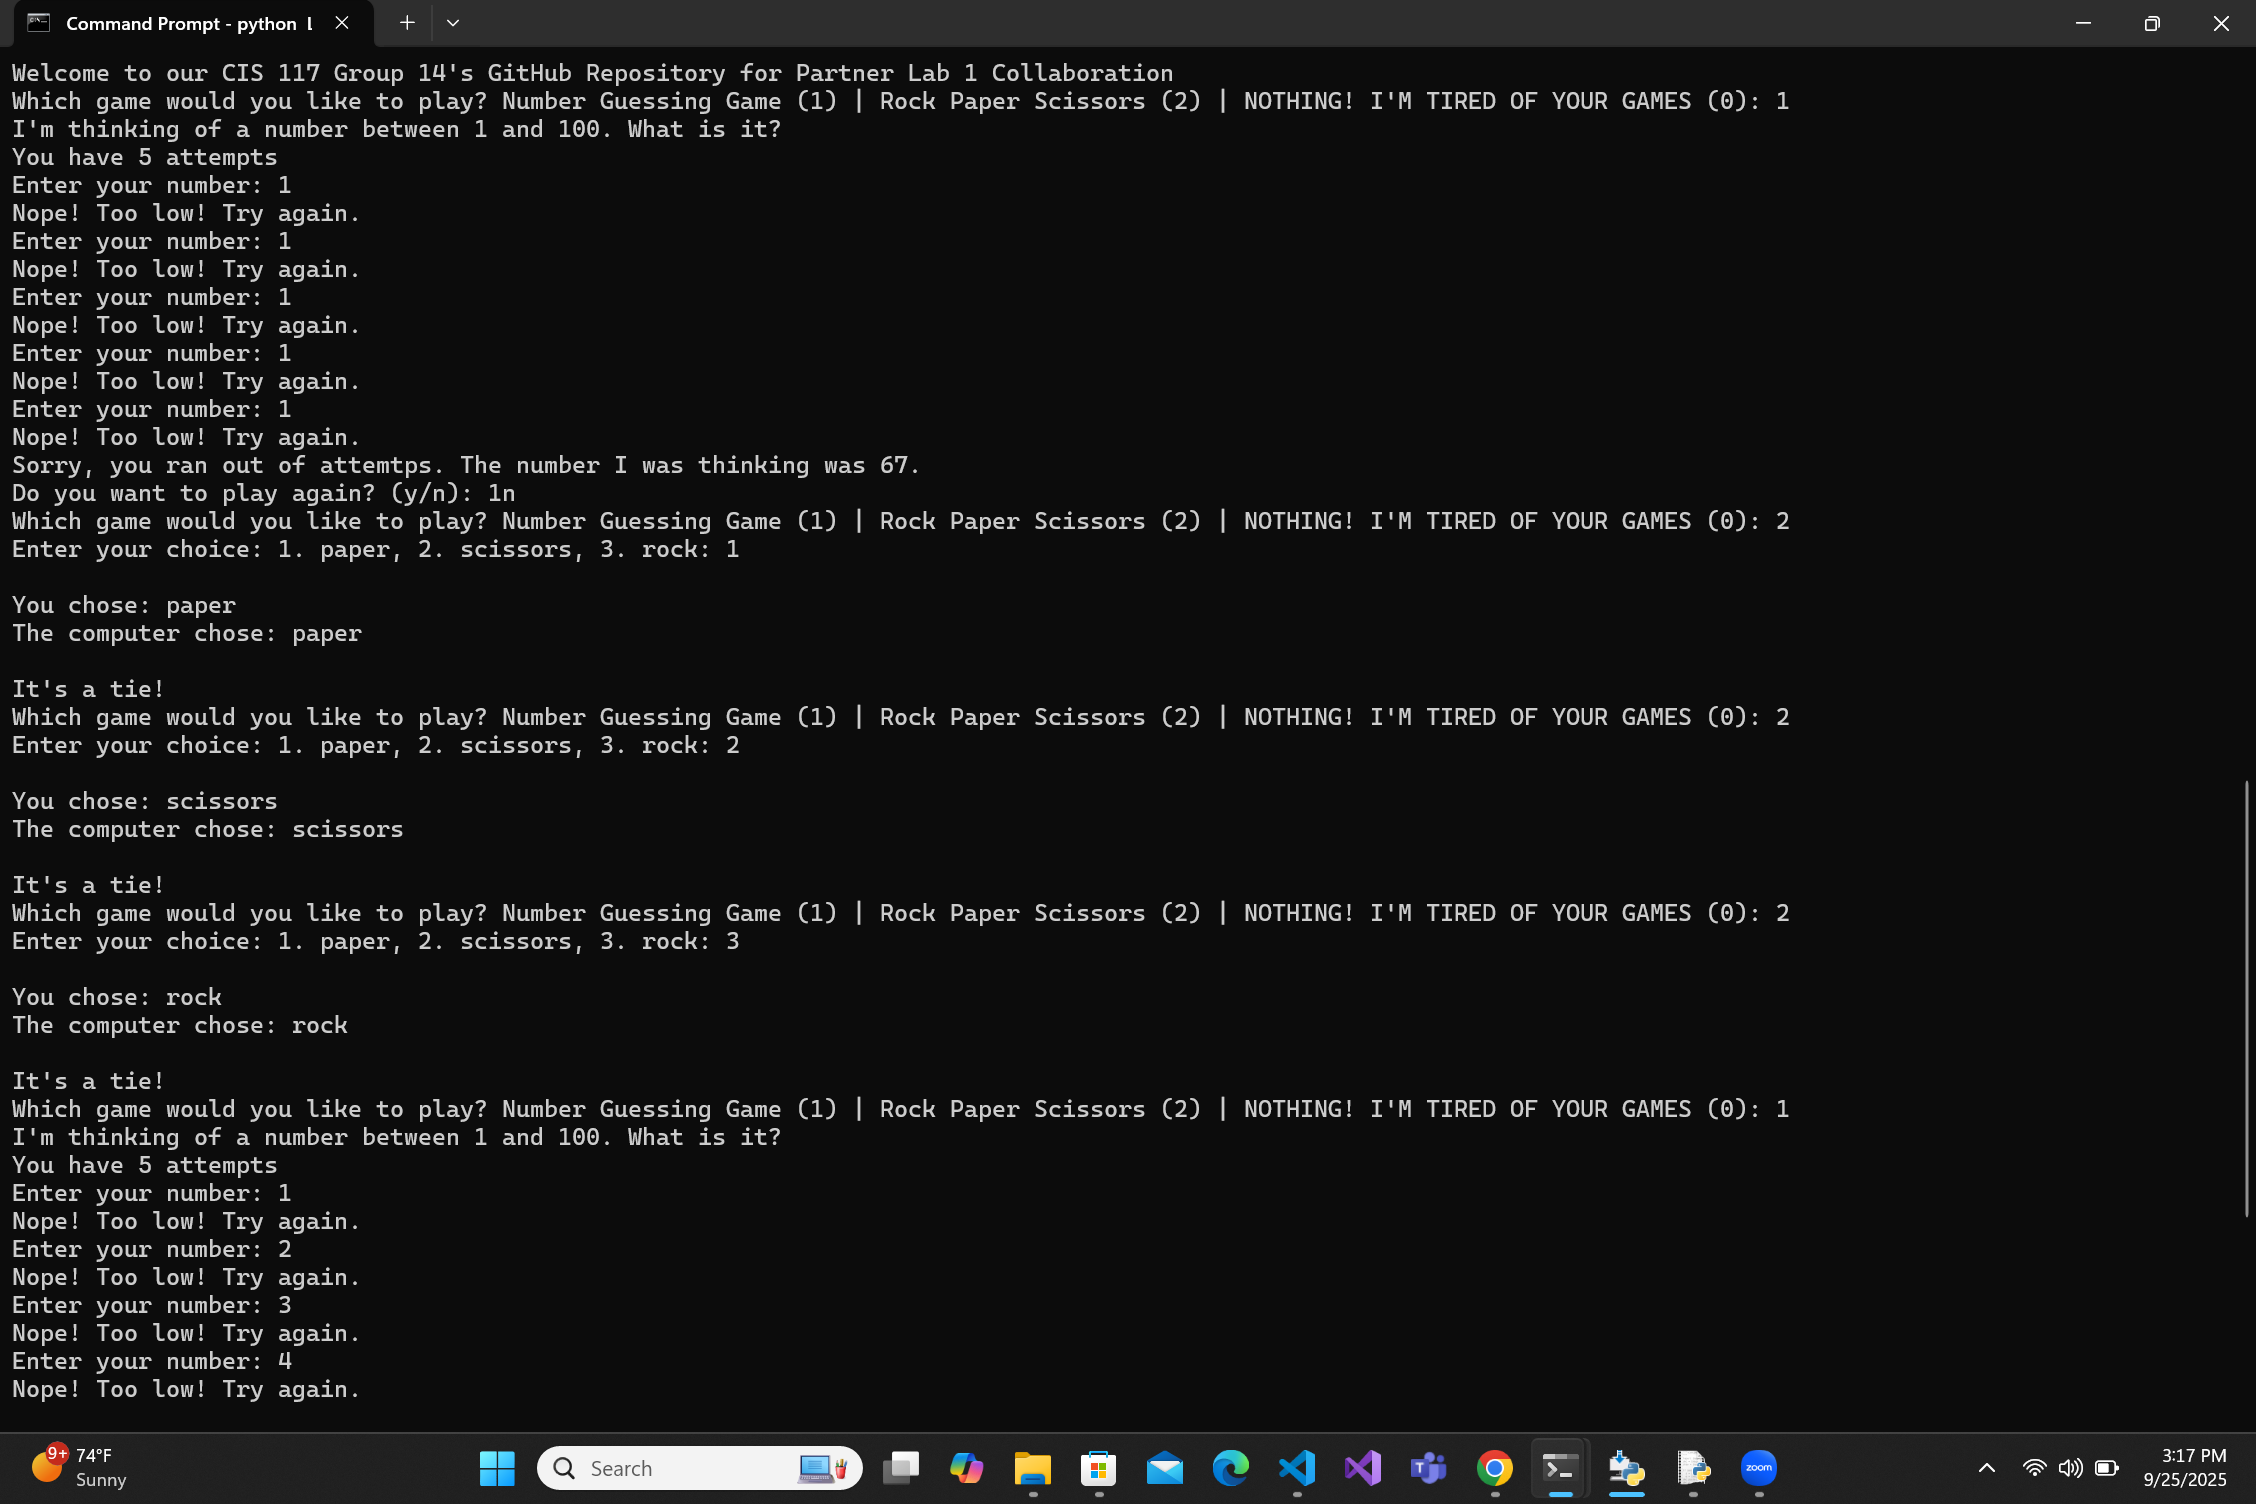 Command Prompt - python l
Welcome to our CIS 117 Group 14's GitHub Repository for Partner Lab 1 Collaboration
Which game would you like to play? Number Guessing Game (1) | Rock Paper Scissors (2) | NOTHING! I'M TIRED OF YOUR GAMES (0): 1
I'm thinking of a number between 1 and 100. What is it?
You have 5 attempts
Enter your number: 1
Nope! Too low! Try again.
Enter your number: 1
Nope! Too low! Try again.
Enter your number: 1
Nope! Too low! Try again.
Enter your number: 1
Nope! Too low! Try again.
Enter your number: 1
Nope! Too low! Try again.
Sorry, you ran out of attemtps. The number I was thinking was 67.
Do you want to play again? (y/n): 1n
Which game would you like to play? Number Guessing Game (1) | Rock Paper Scissors (2) | NOTHING! I'M TIRED OF YOUR GAMES (0): 2
Enter your choice: 1. paper, 2. scissors, 3. rock: 1
You chose: paper
The computer chose: paper
It's a tie!
Which game would you like to play? Number Guessing Game (1) | Rock Paper Scissors (2) | NOTHING! I'M TIRED OF YOUR GAMES (0): 2
Enter your choice: 1. paper, 2. scissors, 3. rock: 2
You chose: scissors
The computer chose: scissors
It's a tie!
Which game would you like to play? Number Guessing Game (1) | Rock Paper Scissors (2) | NOTHING! I'M TIRED OF YOUR GAMES (0): 2
Enter your choice: 1. paper, 2. scissors, 3. rock: 3
You chose: rock
The computer chose: rock
It's a tie!
Which game would you like to play? Number Guessing Game (1) | Rock Paper Scissors (2) | NOTHING! I'M TIRED OF YOUR GAMES (0): 1
I'm thinking of a number between 1 and 100. What is it?
You have 5 attempts
Enter your number: 1
Nope! Too low! Try again.
Enter your number: 2
Nope! Too low! Try again.
Enter your number: 3
Nope! Too low! Try again.
Enter your number: 4
Nope! Too low! Try again.
9+
74°F
Sunny
Search
T
zoom
3:17 PM
9/25/2025